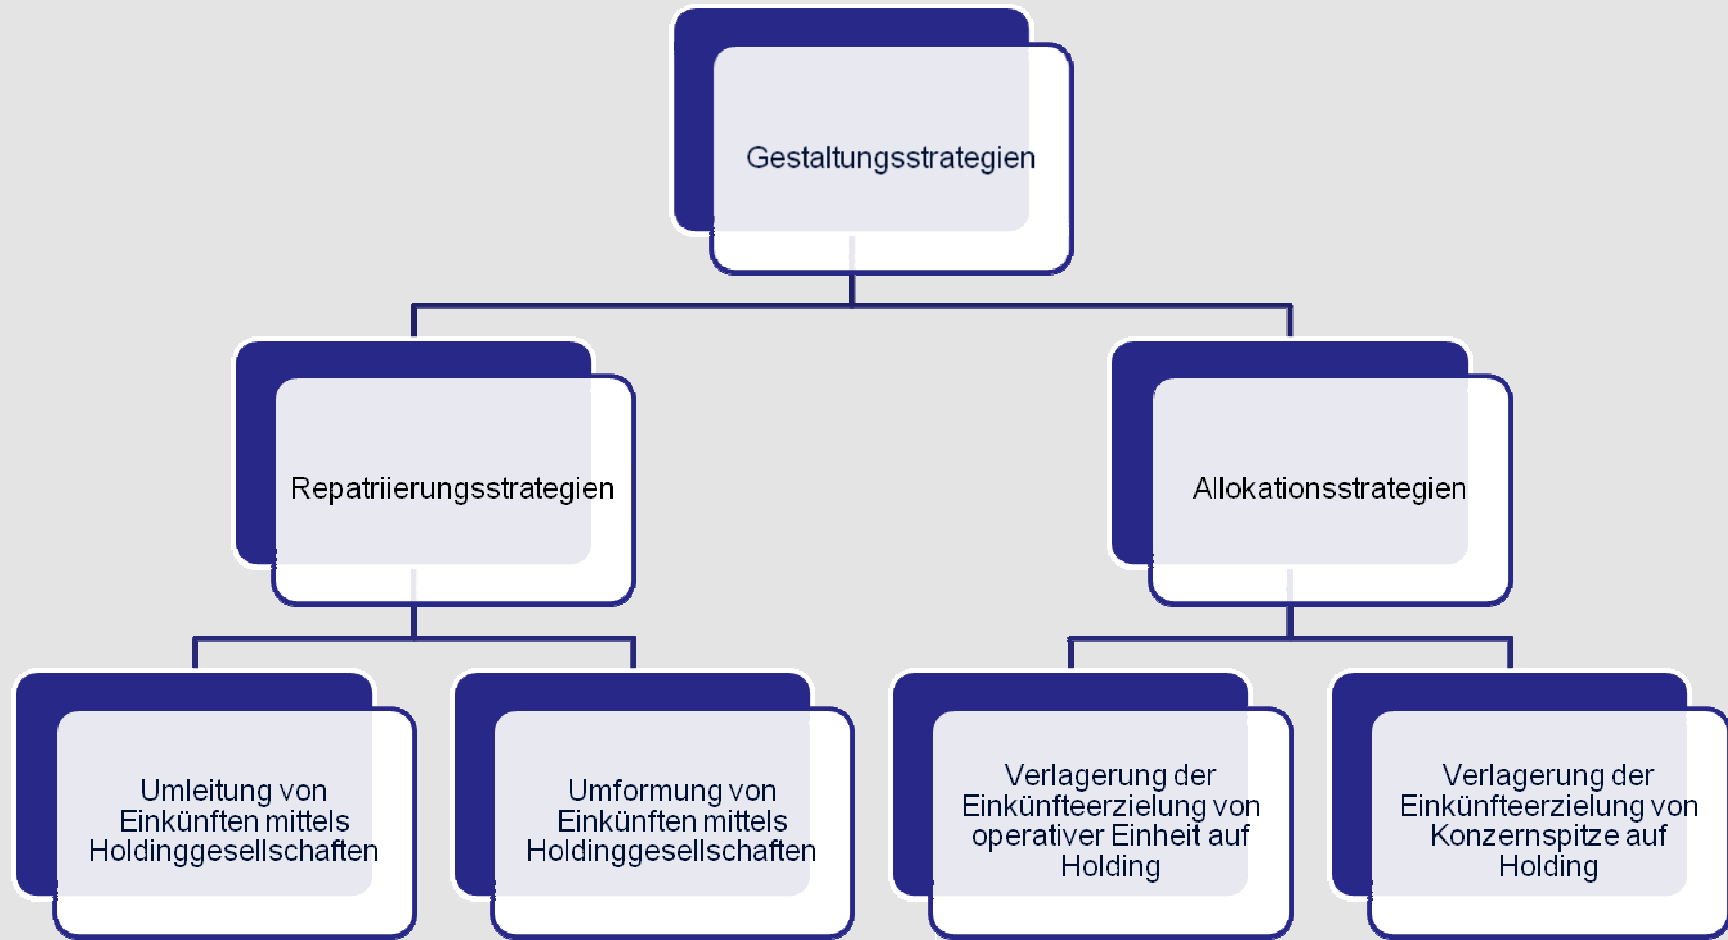 Gestaltungsstrategien
Repatriierungsstrategien
Allokationsstrategien
Umleitung von
Einkünften mittels
Holdinggesellschaften
Umformung von
Einkünften mittels
Holdinggesellschaften
Verlagerung der
Einkünfteerzielung von
operativer Einheit auf
Holding
Verlagerung der
Einkünfteerzielung von
Konzernspitze auf
Holding